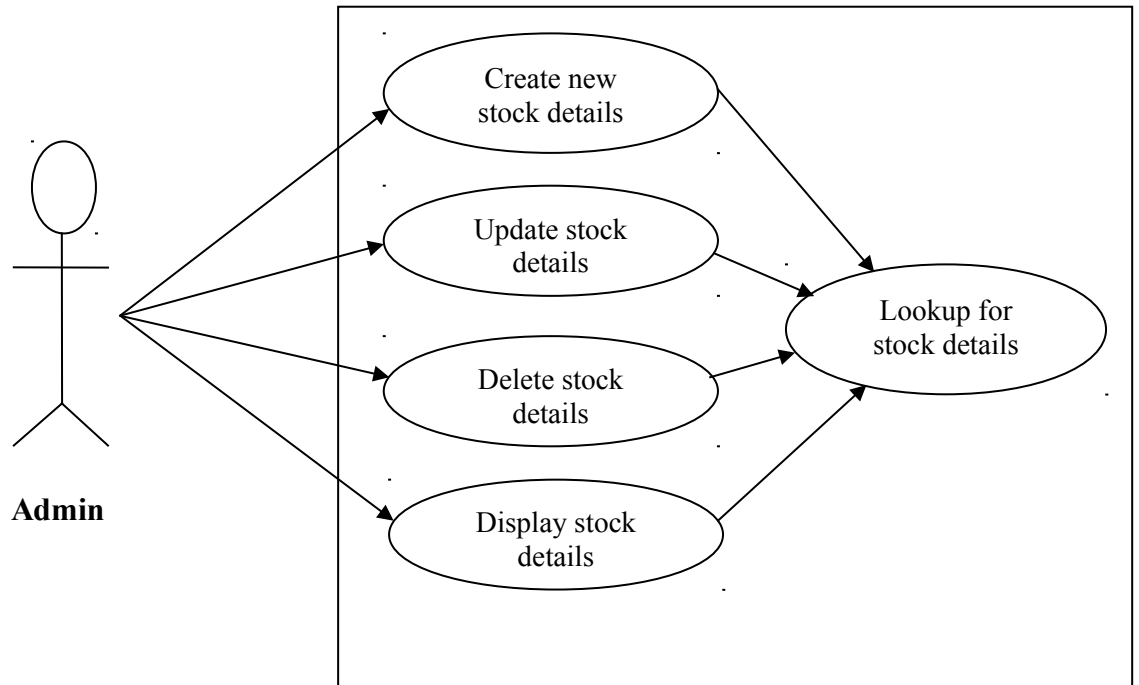 Create new
stock details
Update stock
details
Lookup for
stock details
Delete stock
details
Admin
Display stock
details